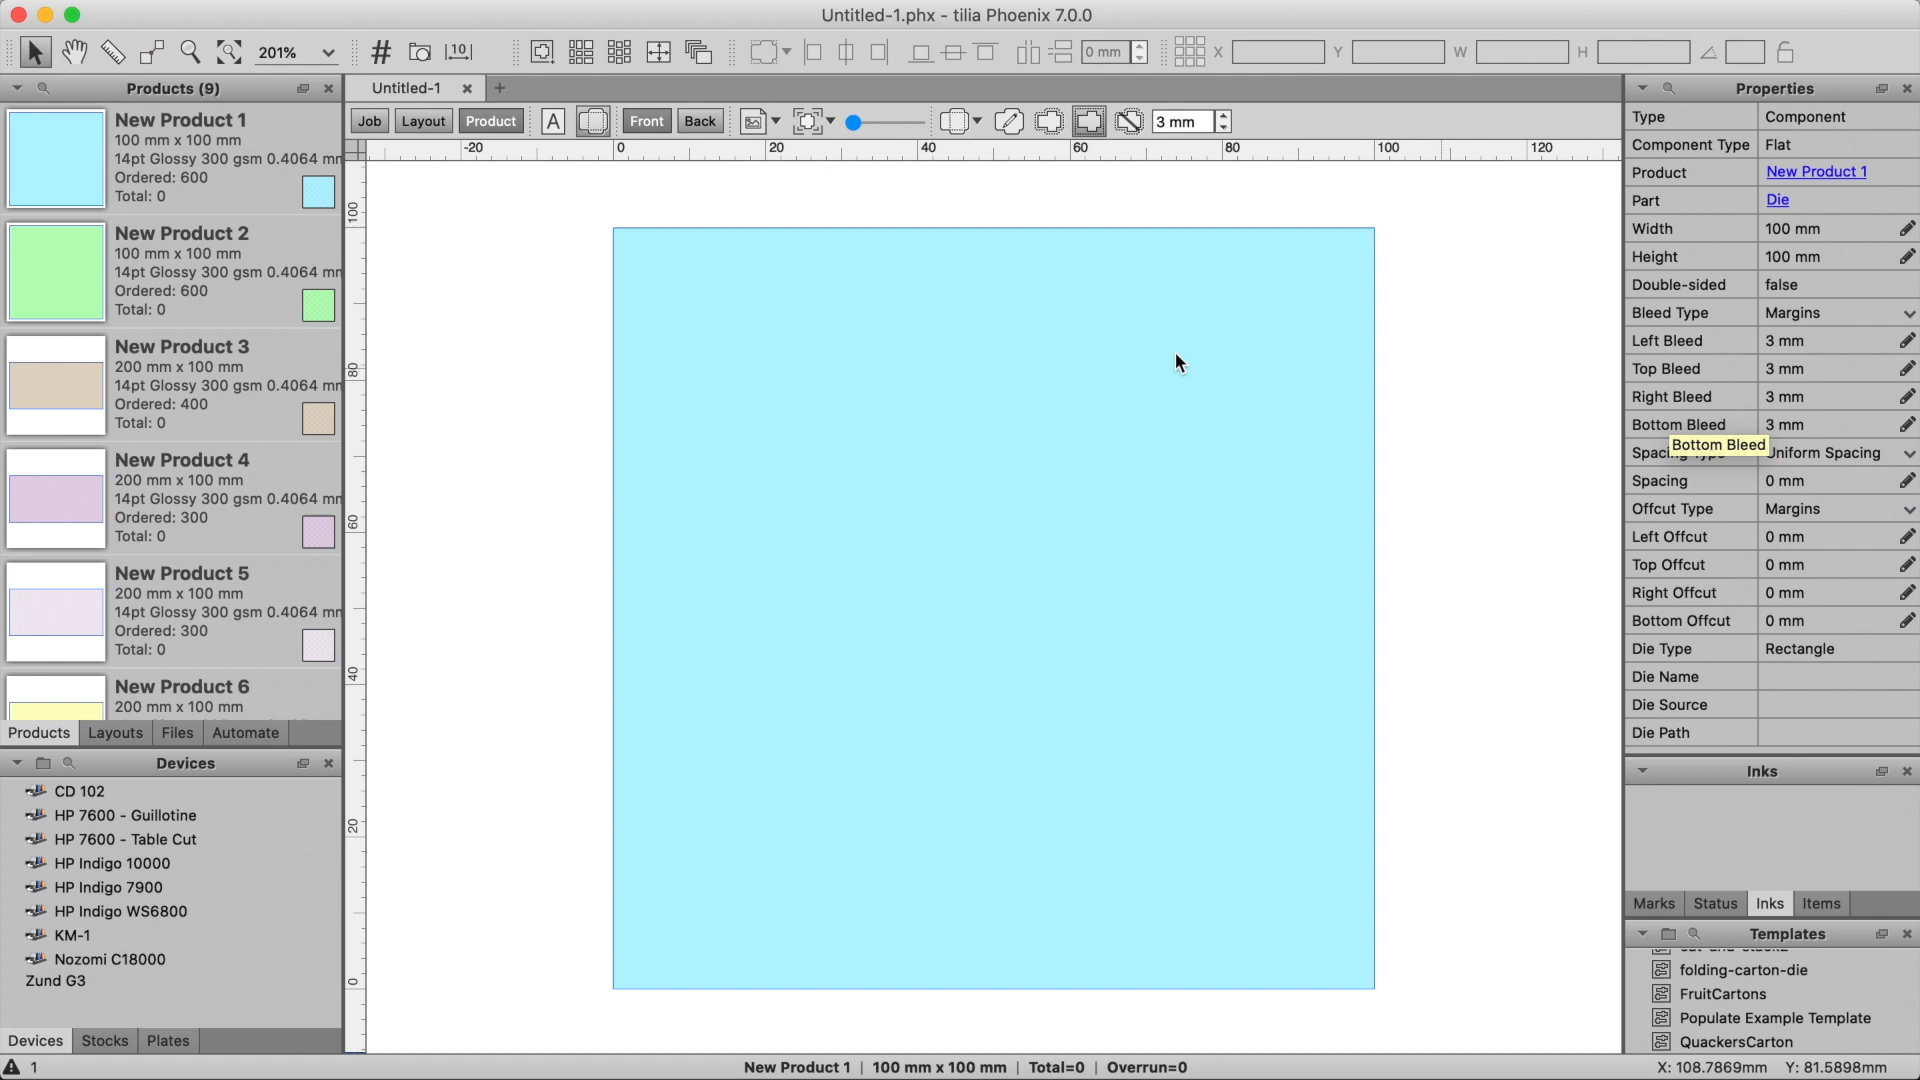 Untitled-1.phx - tilia Phoenix 7.0.0
201%
10
0 mm
X
Y
W
H
Products (9)
New Product 1
100 mm x 100 mm
14pt Glossy 300 gsm 0.4064 mm
Ordered: 600
Total: 0
New Product 2
100 mm x 100 mm
14pt Glossy 300 gsm 0.4064 mm
Ordered: 600
Total: 0
New Product 3
200 mm x 100 mm
14pt Glossy 300 gsm 0.4064 mm
Ordered: 400
Total: 0
New Product 4
200 mm x 100 mm
14pt Glossy 300 gsm 0.4064 mm
Ordered: 300
Total: 0
New Product 5
200 mm x 100 mm
14pt Glossy 300 gsm 0.4064 mm
Ordered: 300
Total: 0
New Product 6
200 mm x 100 mm
Products Layouts Files Automate
Devices
CD 102
HP 7600 - Guillotine
HP 7600 - Table Cut
HP Indigo 10000
HP Indigo 7900
HP Indigo WS6800
KM-1
Nozomi C18000
Zund G3
Devices Stocks Plates
1
Untitled-1
Job Layout Product A Front Back 3 mm
-20 0 20 40 60 80 100 120
100
80
60
40
20
0
New Product 1 | 100 mm x 100 mm | Total=0 | Overrun=0
Properties
Type Component
Component Type Flat
Product New Product 1
Part Die
Width 100 mm
Height 100 mm
Double-sided false
Bleed Type Margins
Left Bleed 3 mm
Top Bleed 3 mm
Right Bleed 3 mm
Bottom Bleed 3 mm
Bottom Bleed
Spacing Type Uniform Spacing
Spacing 0 mm
Offcut Type Margins
Left Offcut 0 mm
Top Offcut 0 mm
Right Offcut 0 mm
Bottom Offcut 0 mm
Die Type Rectangle
Die Name
Die Source
Die Path
Inks
Marks Status Inks Items
Templates
folding-carton-die
FruitCartons
Populate Example Template
QuackersCarton
X: 108.7869mm Y: 81.5898mm